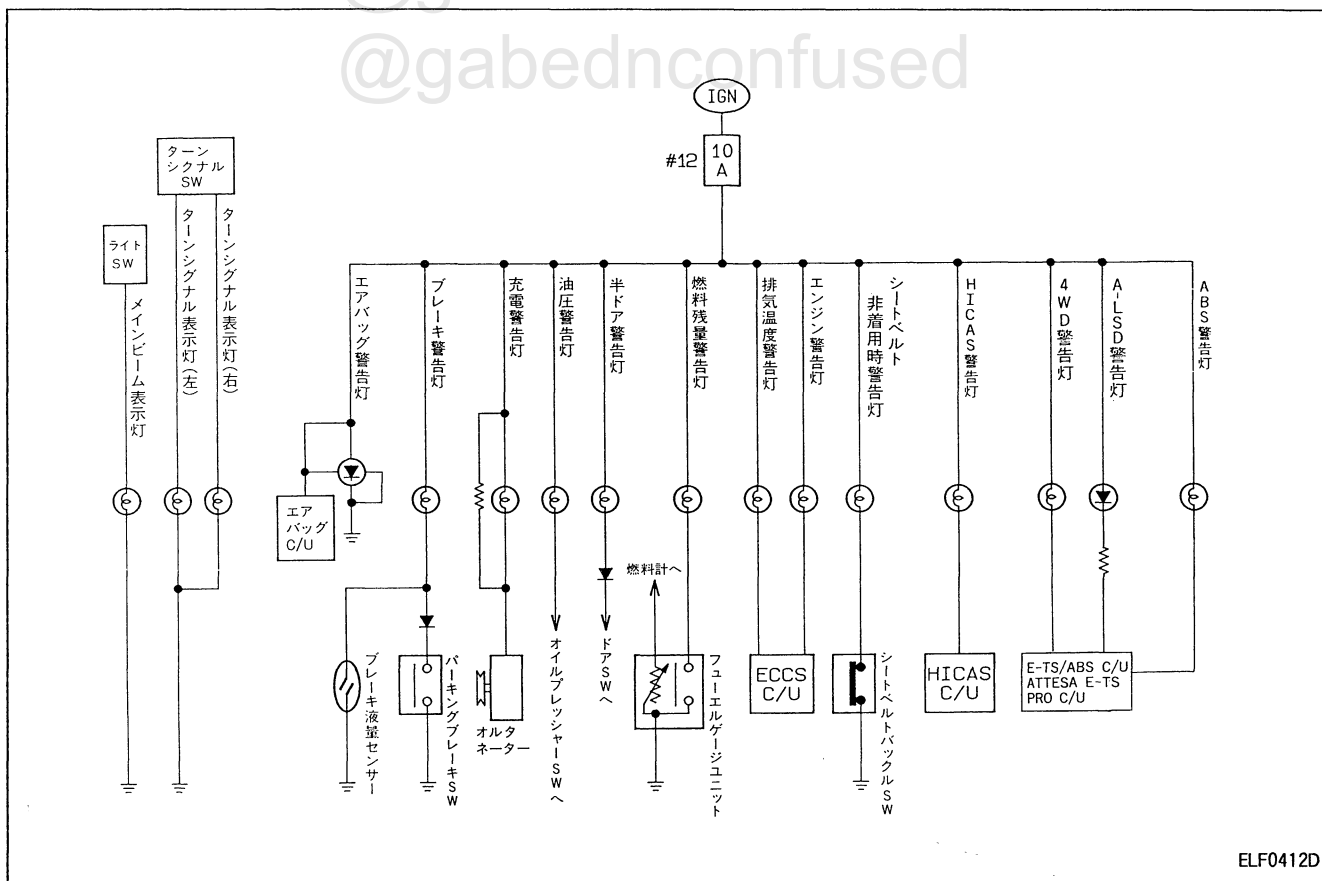 @gabednconfused
IGN
#12
10
A
ターン
シクナル
SW
ライト
SW
メインビーム表示灯
ターンシグナル表示灯(左)
ターンシグナル表示灯(右)
エアバッグ警告灯
ブレーキ警告灯
充電警告灯
油圧警告灯
半ドア警告灯
燃料残量警告灯
排気温度警告灯
エンジン警告灯
シートベルト
非着用時警告灯
HICAS警告灯
4WD警告灯
A-LSD警告灯
ABS警告灯
エア
バッグ
C/U
ブレーキ液量センサー
パーキングブレーキSW
オルタ
ネーター
オイルプレッシャーSWへ
ドアSWへ
燃料計へ
フューエルゲージユニット
ECCS
C/U
シートベルトバックルSW
HICAS
C/U
E-TS/ABS C/U
ATTESA E-TS
PRO C/U
ELF0412D